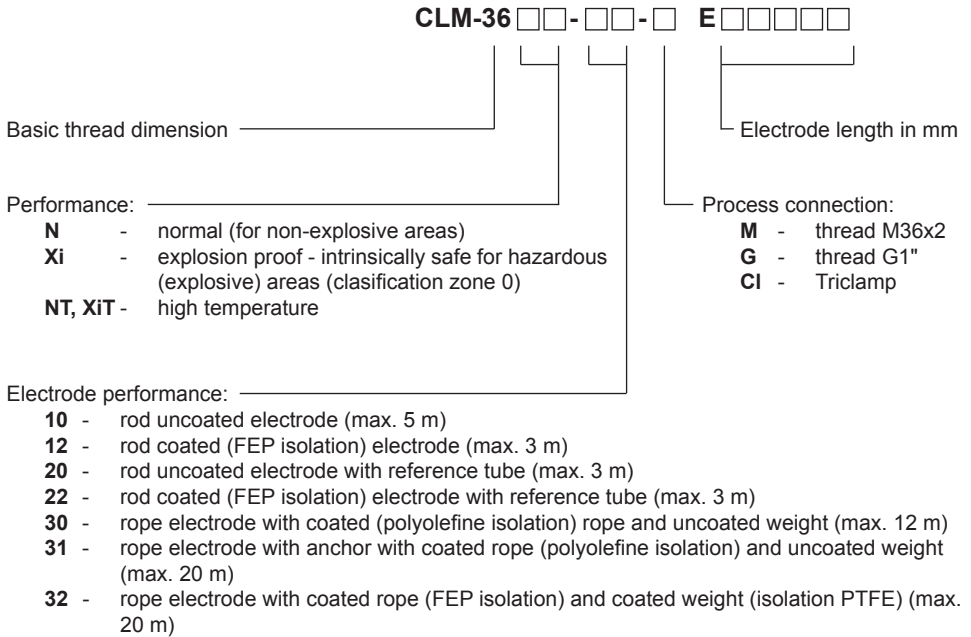 CLM-36□□-□□-□ E□□□□□
Basic thread dimension
Electrode length in mm
Performance:
N - normal (for non-explosive areas)
Xi - explosion proof - intrinsically safe for hazardous
(explosive) areas (clasification zone 0)
NT, XiT - high temperature
Process connection:
M - thread M36x2
G - thread G1"
Cl - Triclamp
Electrode performance:
10 - rod uncoated electrode (max. 5 m)
12 - rod coated (FEP isolation) electrode (max. 3 m)
20 - rod uncoated electrode with reference tube (max. 3 m)
22 - rod coated (FEP isolation) electrode with reference tube (max. 3 m)
30 - rope electrode with coated (polyolefine isolation) rope and uncoated weight (max. 12 m)
31 - rope electrode with anchor with coated rope (polyolefine isolation) and uncoated weight
(max. 20 m)
32 - rope electrode with coated rope (FEP isolation) and coated weight (isolation PTFE) (max.
20 m)